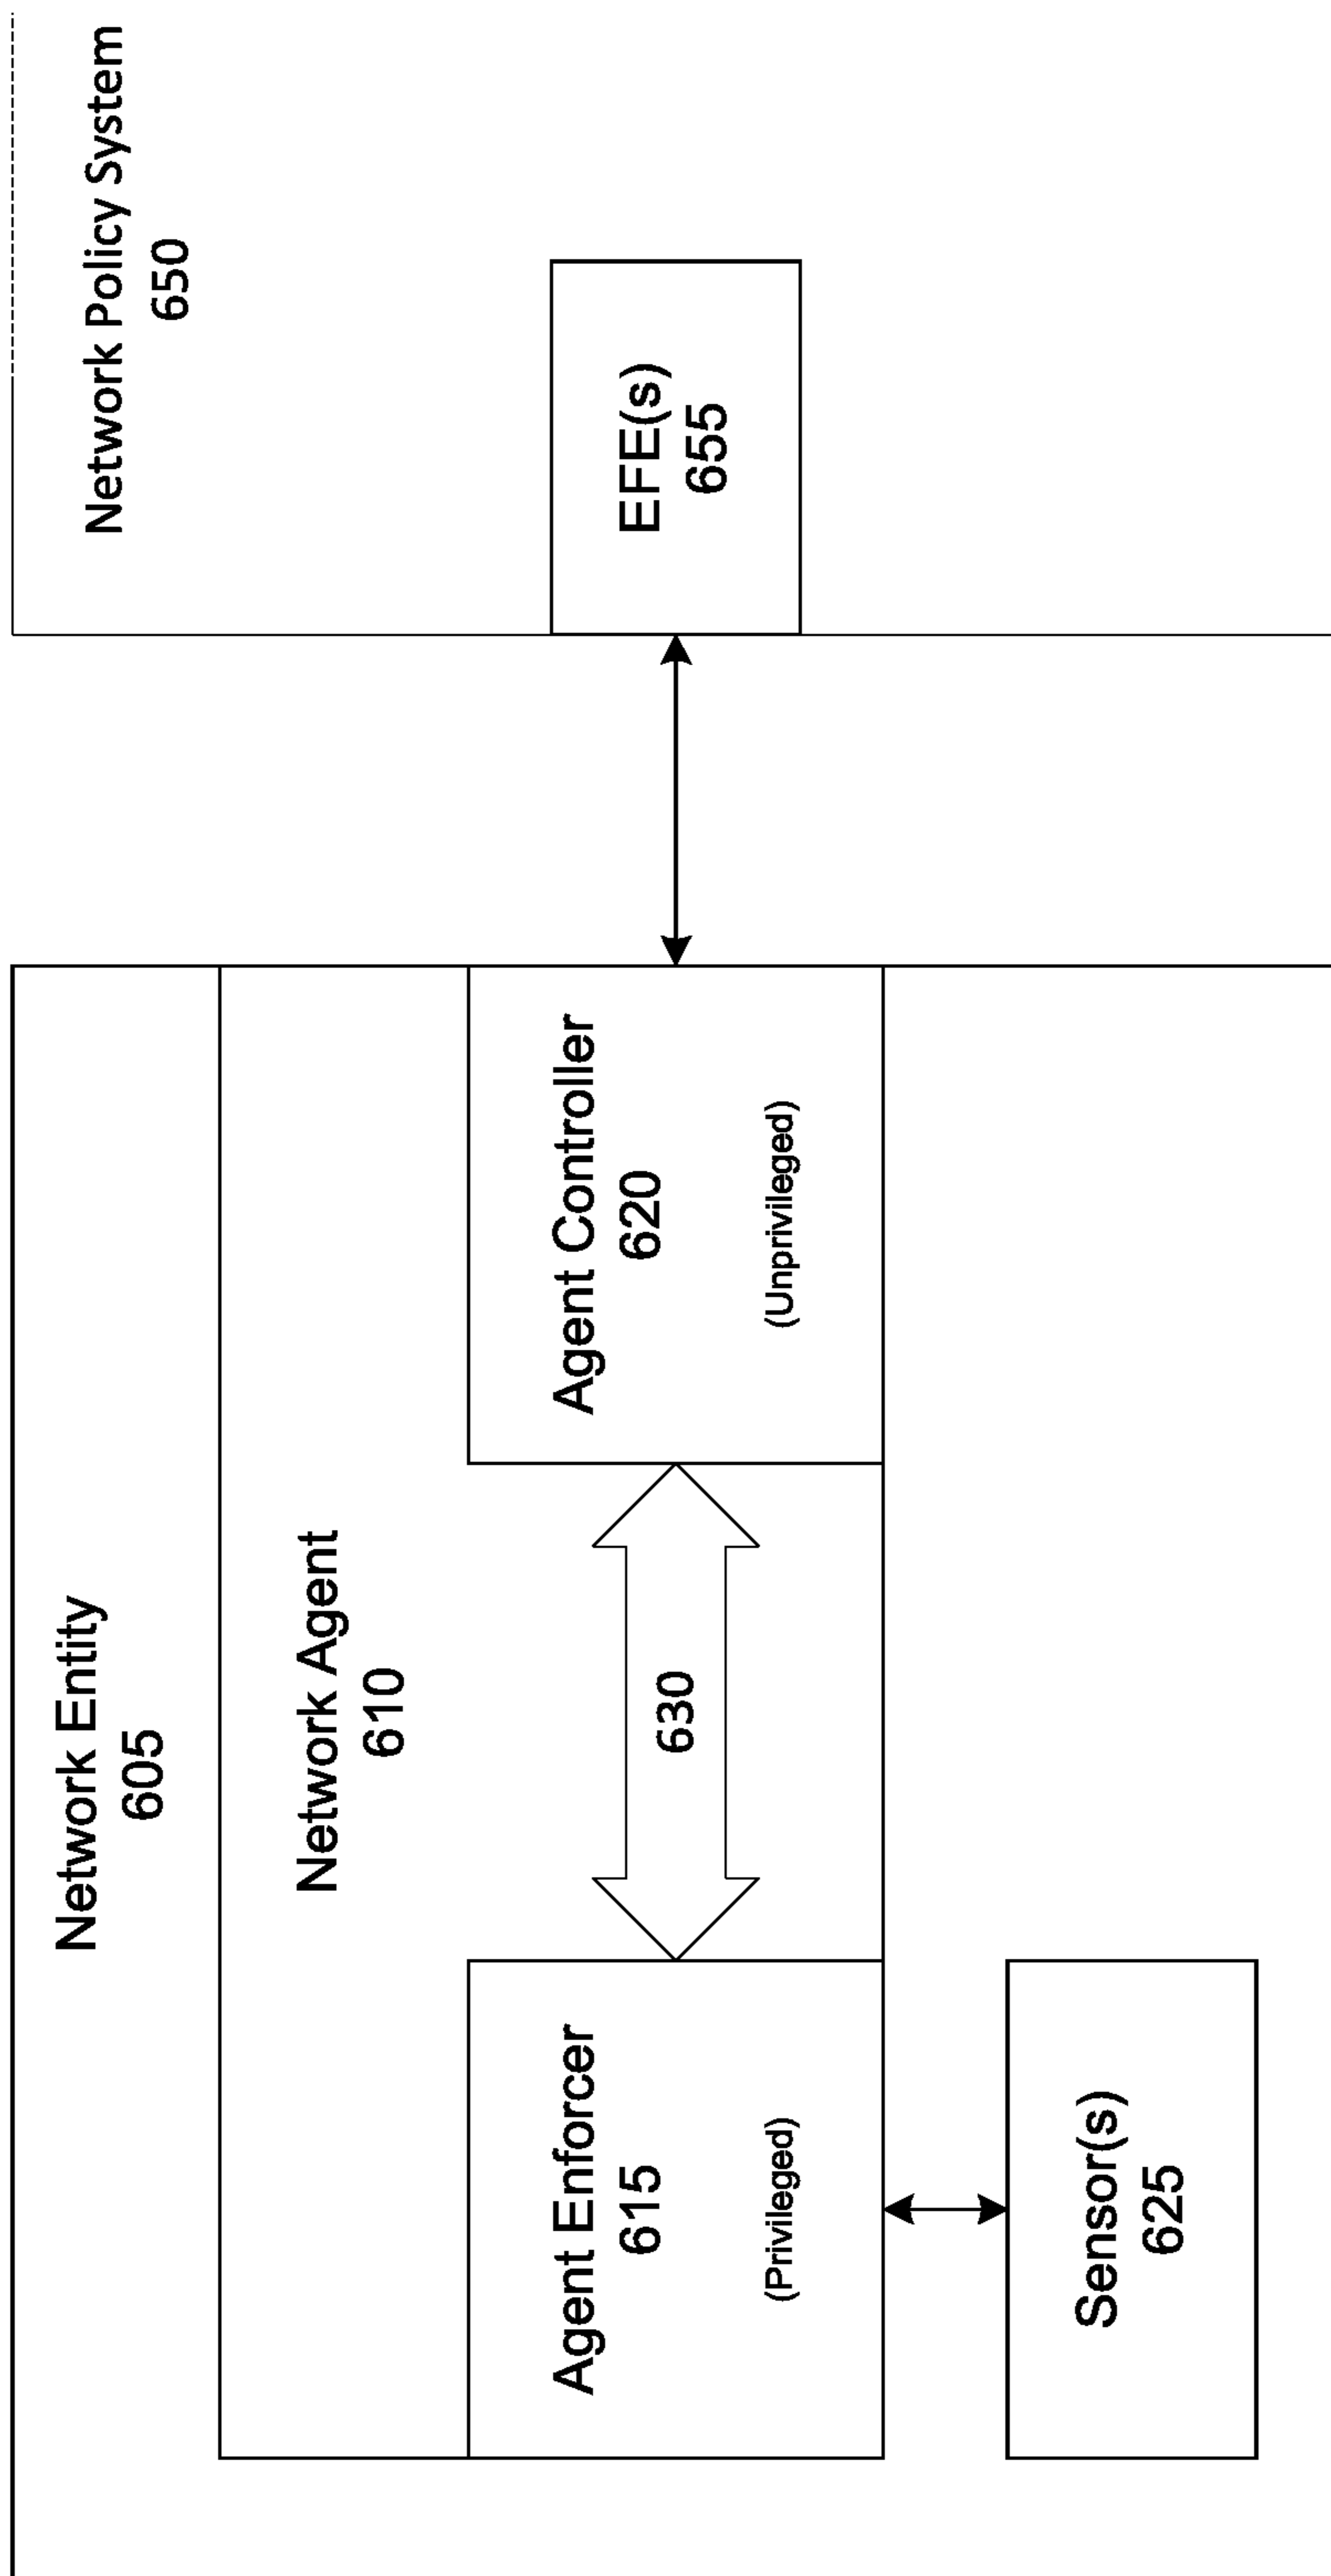 Network Entity
605
Network Agent
610
Agent Enforcer
615
(Privileged)
630
Agent Controller
620
(Unprivileged)
Sensor(s)
625
Network Policy System
650
EFE(s)
655